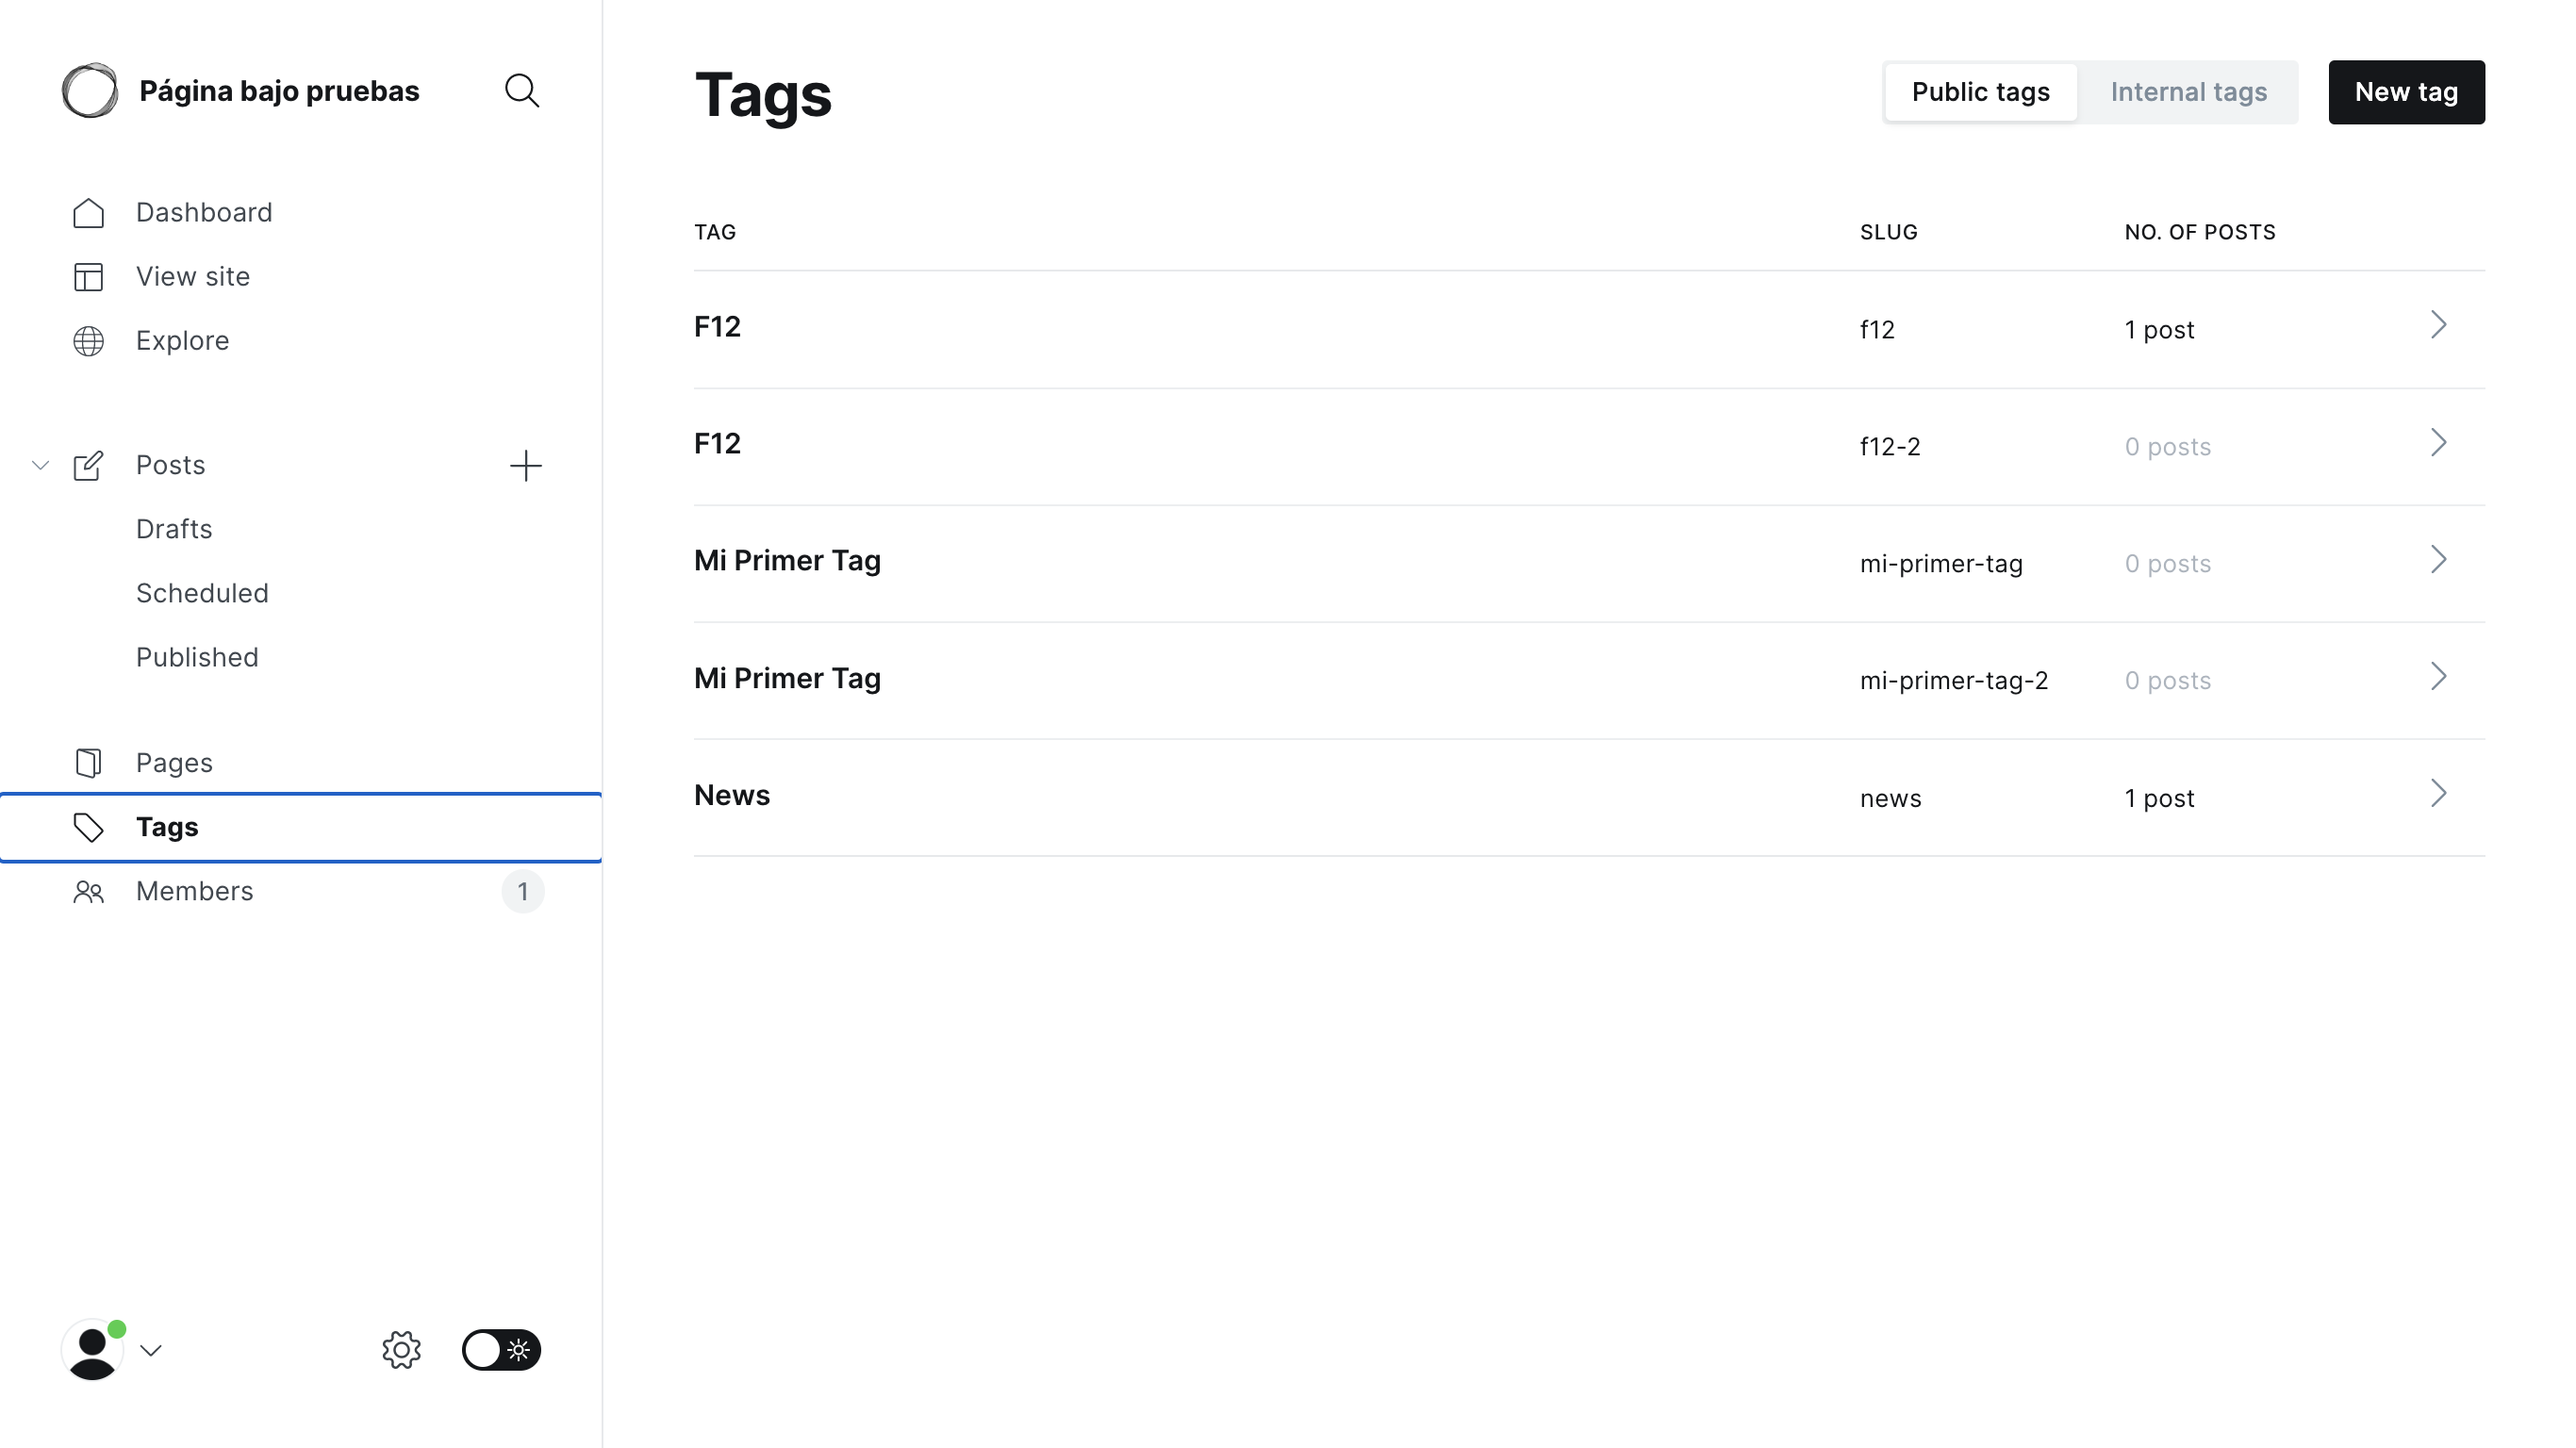 Página bajo pruebas
Dashboard
View site
Explore
Posts
Drafts
Scheduled
Published
Pages
Tags
Members 1
Tags
Public tags Internal tags New tag
TAG SLUG NO. OF POSTS
F12 f12 1 post
F12 f12-2 0 posts
Mi Primer Tag mi-primer-tag 0 posts
Mi Primer Tag mi-primer-tag-2 0 posts
News news 1 post